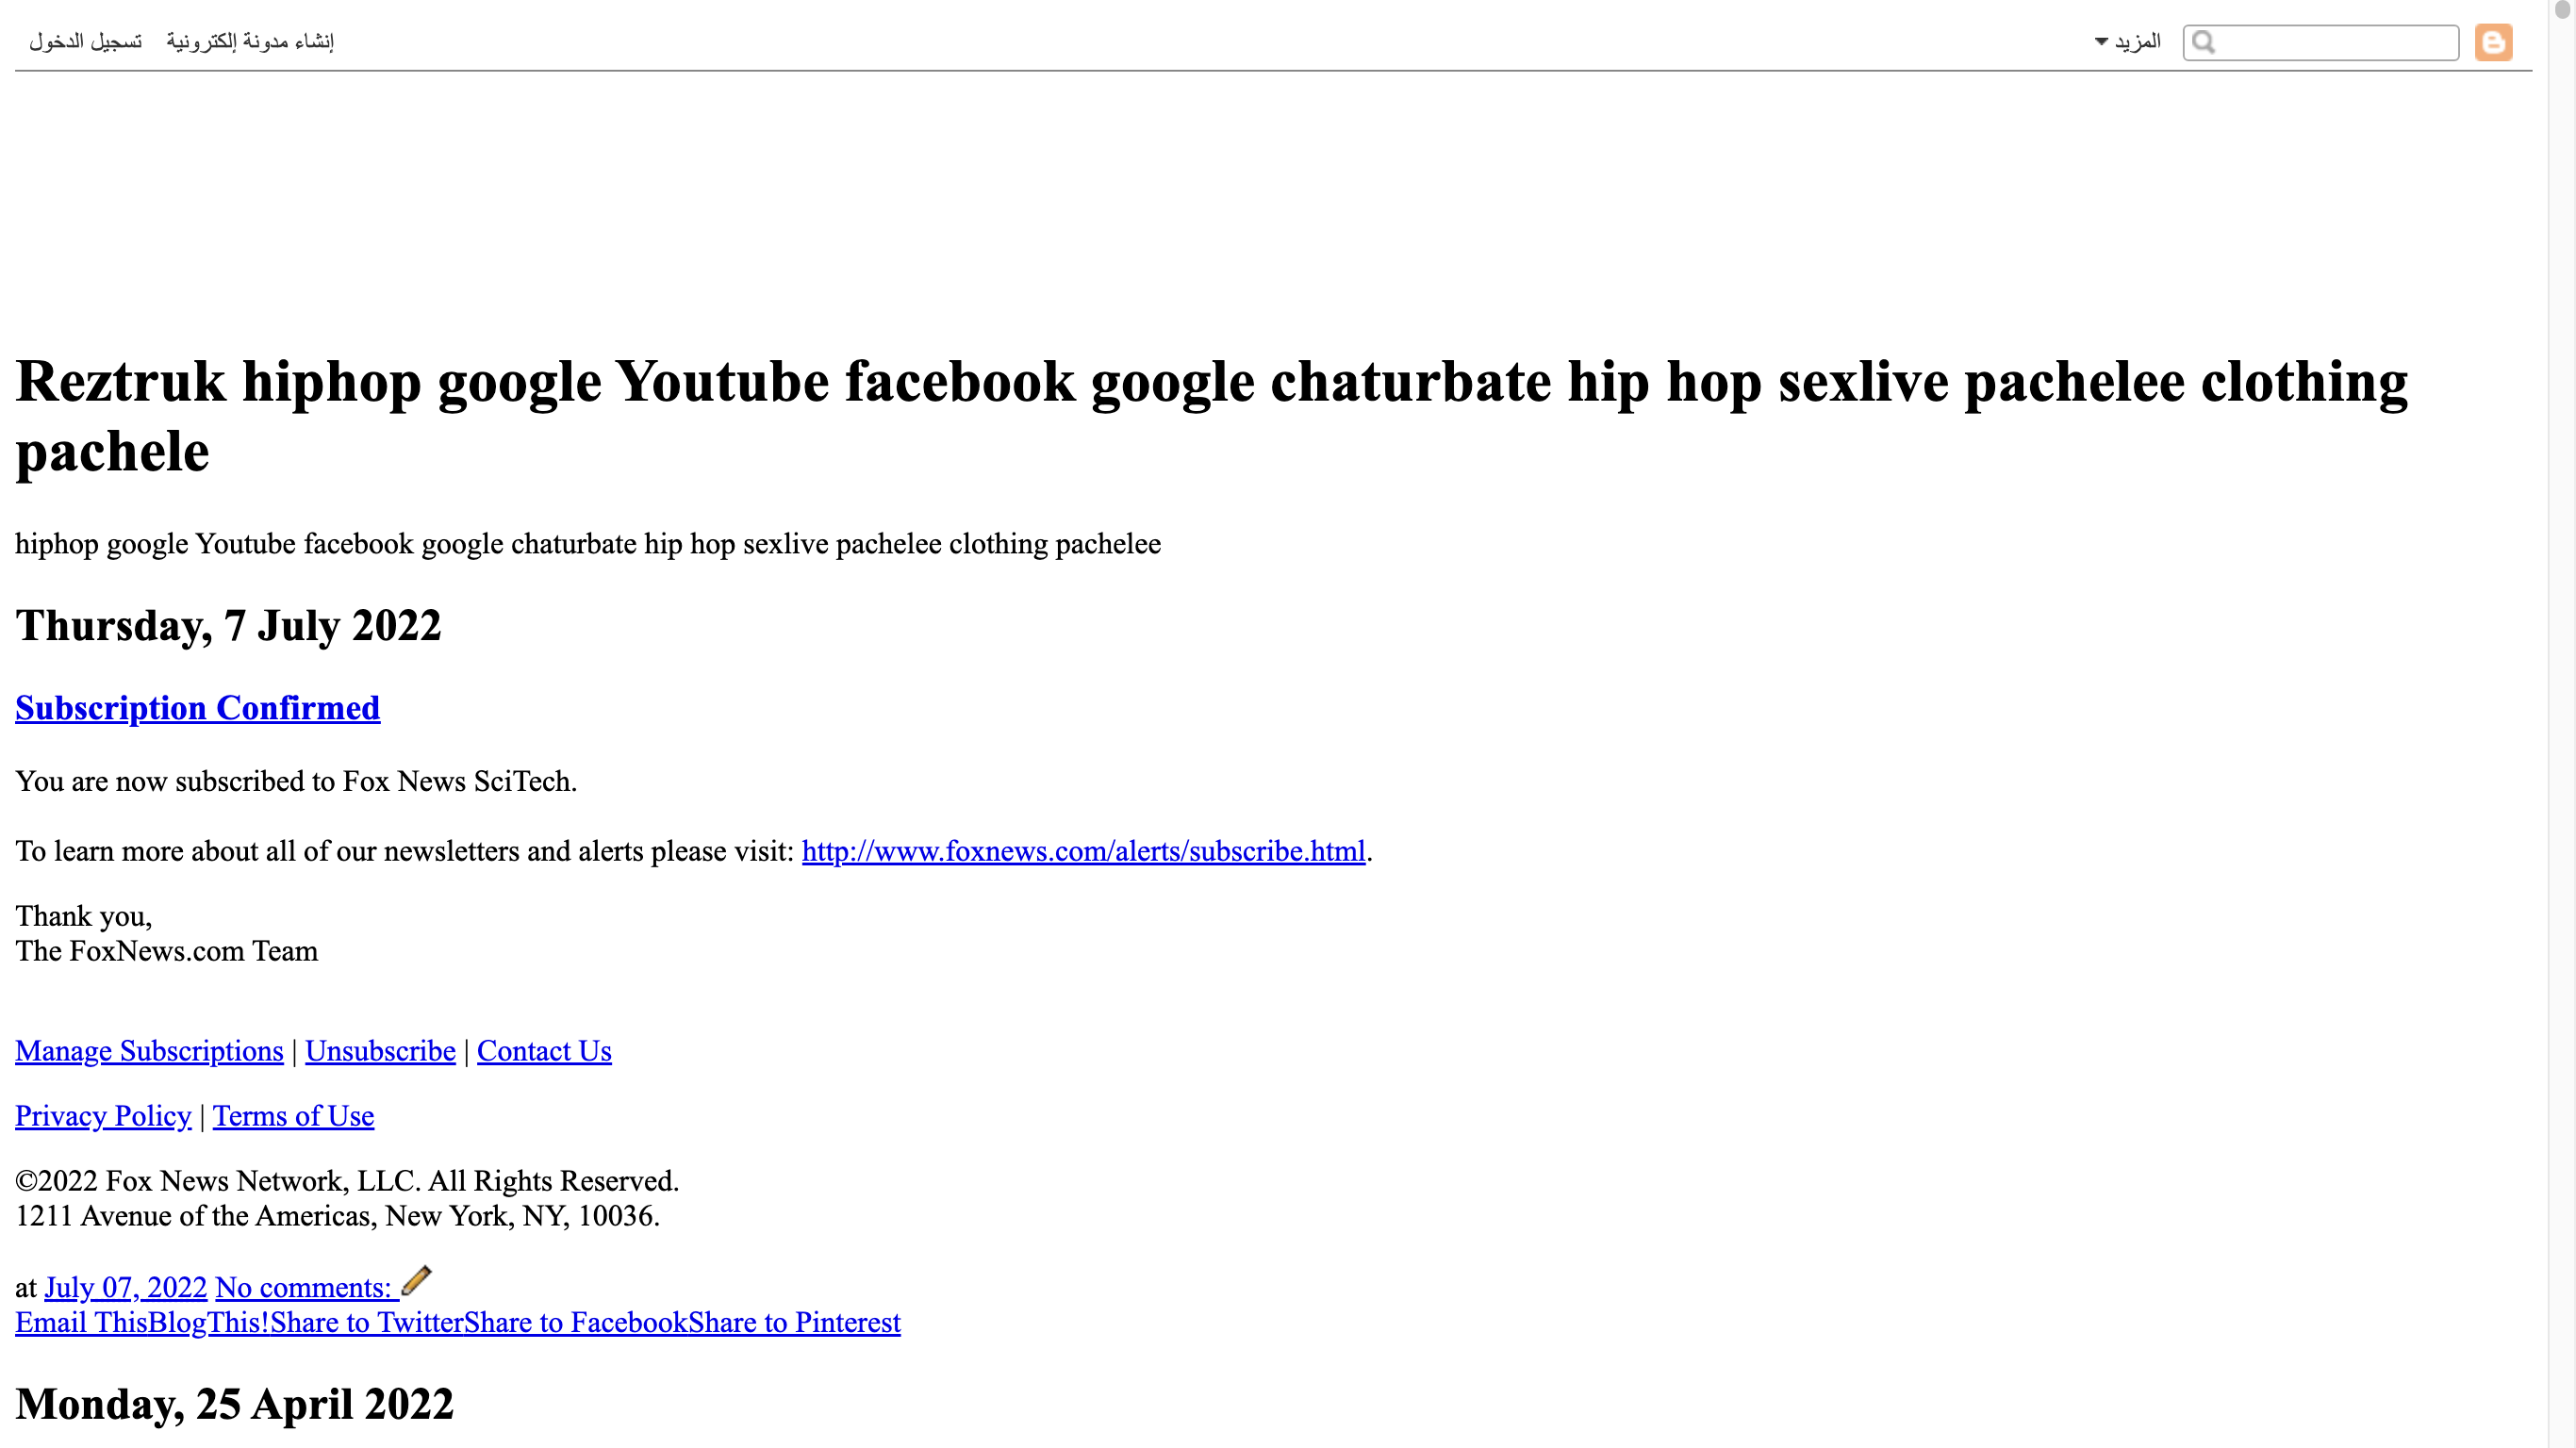 تسجيل الدخول
إنشاء مدونة إلكترونية
المزيد
Reztruk hiphop google Youtube facebook google chaturbate hip hop sexlive pachelee clothing
pachele
hiphop google Youtube facebook google chaturbate hip hop sexlive pachelee clothing pachelee
Thursday, 7 July 2022
Subscription Confirmed
You are now subscribed to Fox News SciTech.
To learn more about all of our newsletters and alerts please visit: http://www.foxnews.com/alerts/subscribe.html.
Thank you,
The FoxNews.com Team
Manage Subscriptions | Unsubscribe | Contact Us
Privacy Policy | Terms of Use
©2022 Fox News Network, LLC. All Rights Reserved.
1211 Avenue of the Americas, New York, NY, 10036.
at July 07, 2022 No comments:
Email ThisBlogThis!Share to TwitterShare to FacebookShare to Pinterest
Monday, 25 April 2022